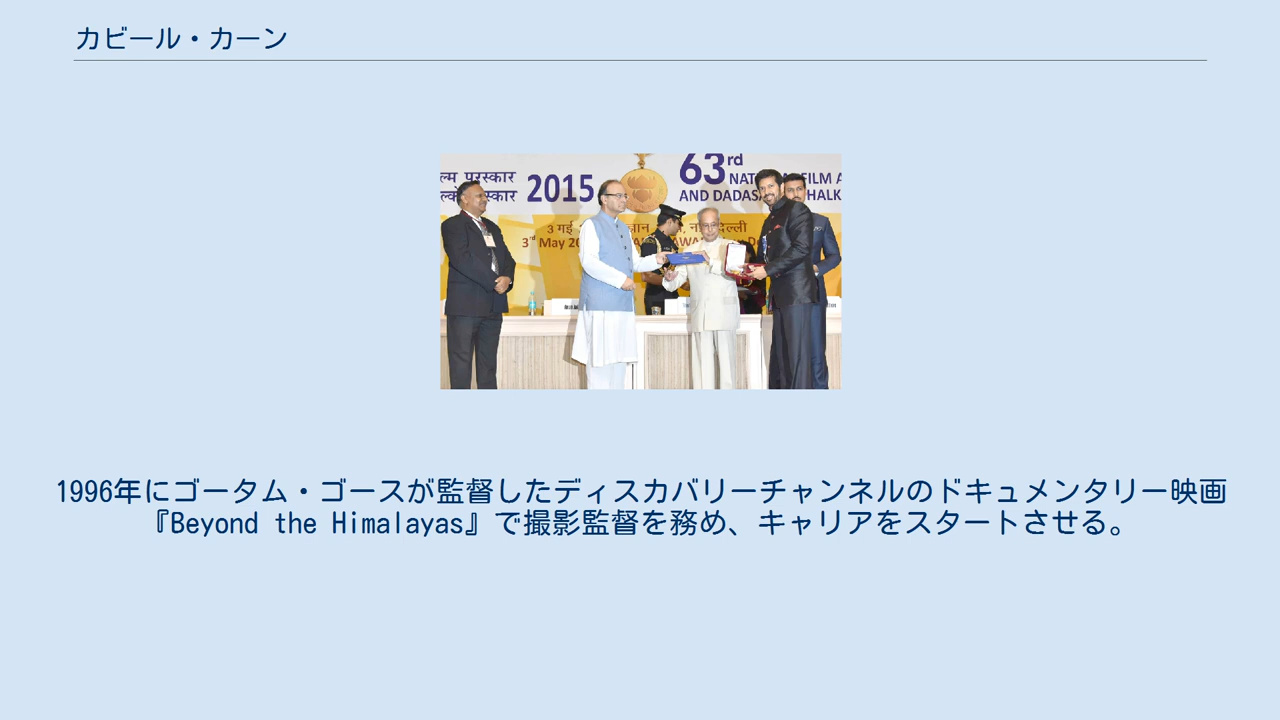 カビール・カーン
63rd
2015
AND
3 मई
3rd May
1996年にゴータム・ゴースが監督したディスカバリーチャンネルのドキュメンタリー映画
『Beyond the Himalayas』で撮影監督を務め、キャリアをスタートさせる。